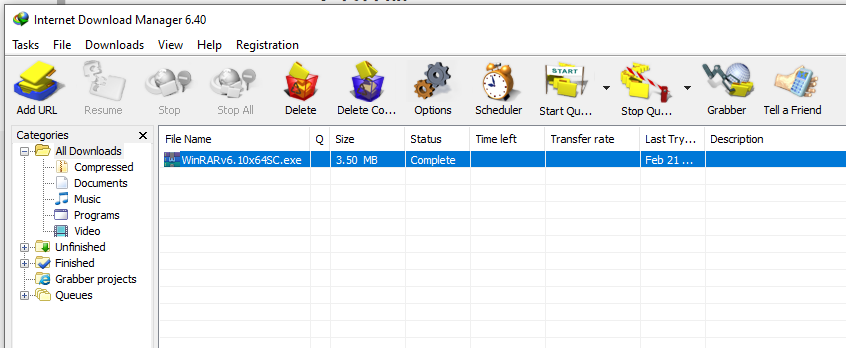 Internet Download Manager 6.40
Tasks File Downloads View Help Registration
START
Add URL Resume Stop Stop All Delete Delete Co... Options Scheduler Start Qu... Stop Qu... Grabber Tell a Friend
Categories
File Name Q Size Status Time left Transfer rate Last Try... Description
All Downloads
WinRARv6.10x64SC.exe 3.50 MB Complete Feb 21 ...
Compressed
Documents
Music
Programs
Video
Unfinished
Finished
Grabber projects
Queues